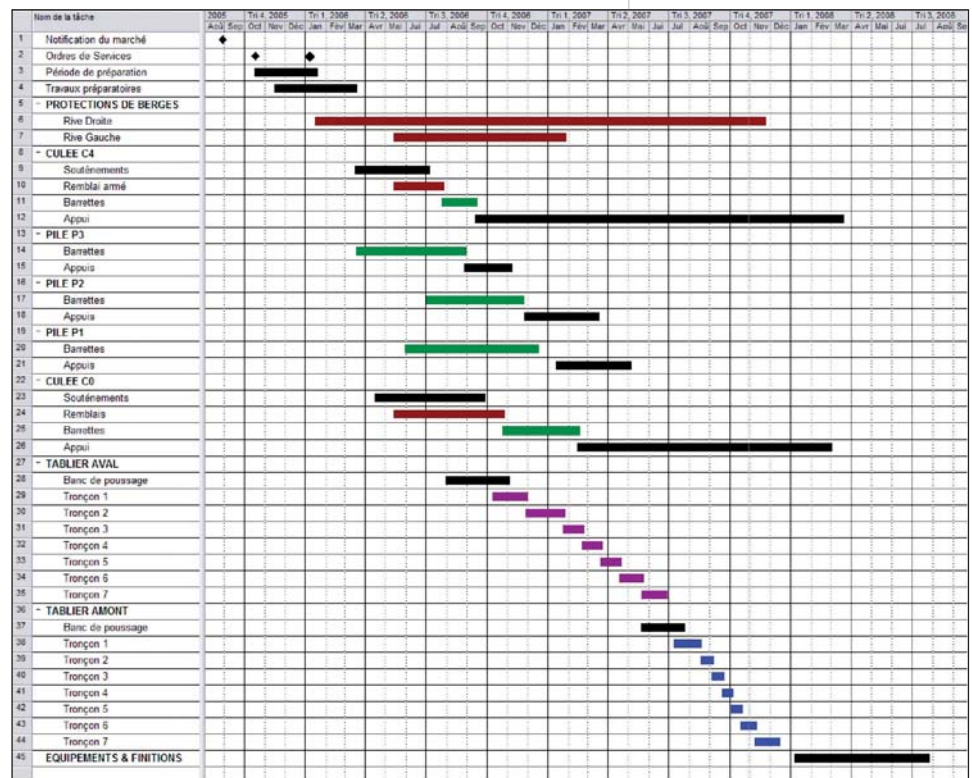 Nom de la tâche
2005 Tri 4, 2005 Tri 1, 2006 Tri 2, 2006 Tri 3, 2006 Tri 4, 2006 Tri 1, 2007 Tri 2, 2007 Tri 3, 2007 Tri 4, 2007 Tri 1, 2008 Tri 2, 2008 Tri 3, 2008
Aoû Sep Oct Nov Déc Jan Fév Mar Avr Mai Jui Jul Aoû Sep Oct Nov Déc Jan Fév Mar Avr Mai Jui Jul Aoû Sep Oct Nov Déc Jan Fév Mar Avr Mai Jui Jul Aoû Se
1 Notification du marché
2 Ordres de Services
3 Période de préparation
4 Travaux préparatoires
5 - PROTECTIONS DE BERGES
6 Rive Droite
7 Rive Gauche
8 - CULEE C4
9 Soutènements
10 Remblai armé
11 Barrettes
12 Appui
13 - PILE P3
14 Barrettes
15 Appuis
16 - PILE P2
17 Barrettes
18 Appuis
19 - PILE P1
20 Barrettes
21 Appuis
22 - CULEE C0
23 Souténements
24 Remblais
25 Barrettes
26 Appui
27 - TABLIER AVAL
28 Banc de poussage
29 Tronçon 1
30 Tronçon 2
31 Tronçon 3
32 Tronçon 4
33 Tronçon 5
34 Tronçon 6
35 Tronçon 7
36 - TABLIER AMONT
37 Banc de poussage
38 Tronçon 1
39 Tronçon 2
40 Tronçon 3
41 Tronçon 4
42 Tronçon 5
43 Tronçon 6
44 Tronçon 7
45 EQUIPEMENTS & FINITIONS